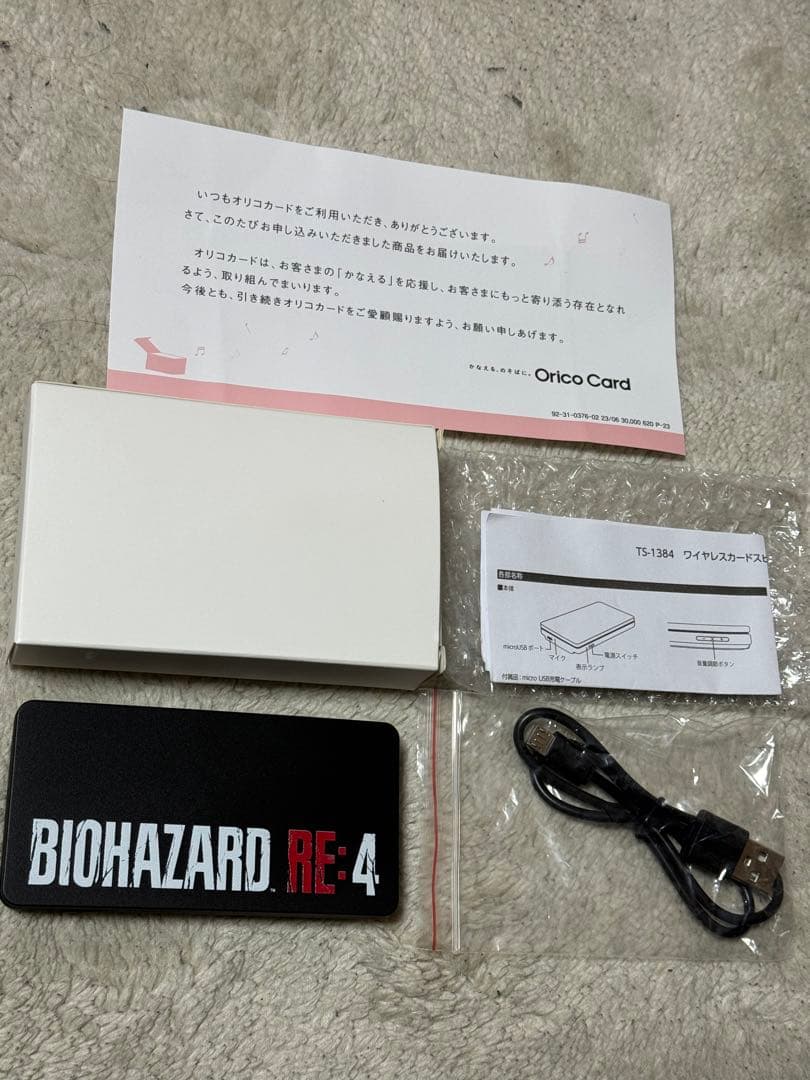 いつもオリコカードをご利用いただき、ありがとうございます。
さて、このたびお申し込みいただきました商品をお届けいたします。
オリコカードは、お客さまの「かなえる」を応援し、お客さまにもっと寄り添う存在となれ
るよう、取り組んでまいります。
今後とも、引き続きオリコカードをご愛顧賜りますよう、お願い申しあげます。
かなえる、のそばに。 Orico Card
92-31-0376-02 23/06 30,000 620 P-23
TS-1384 ワイヤレスカードスピ
各部名称
■本体
microUSBポート
マイク
電源スイッチ
表示ランプ
音量調節ボタン
付属品：micro USB充電ケーブル
BIOHAZARD RE:4
TM